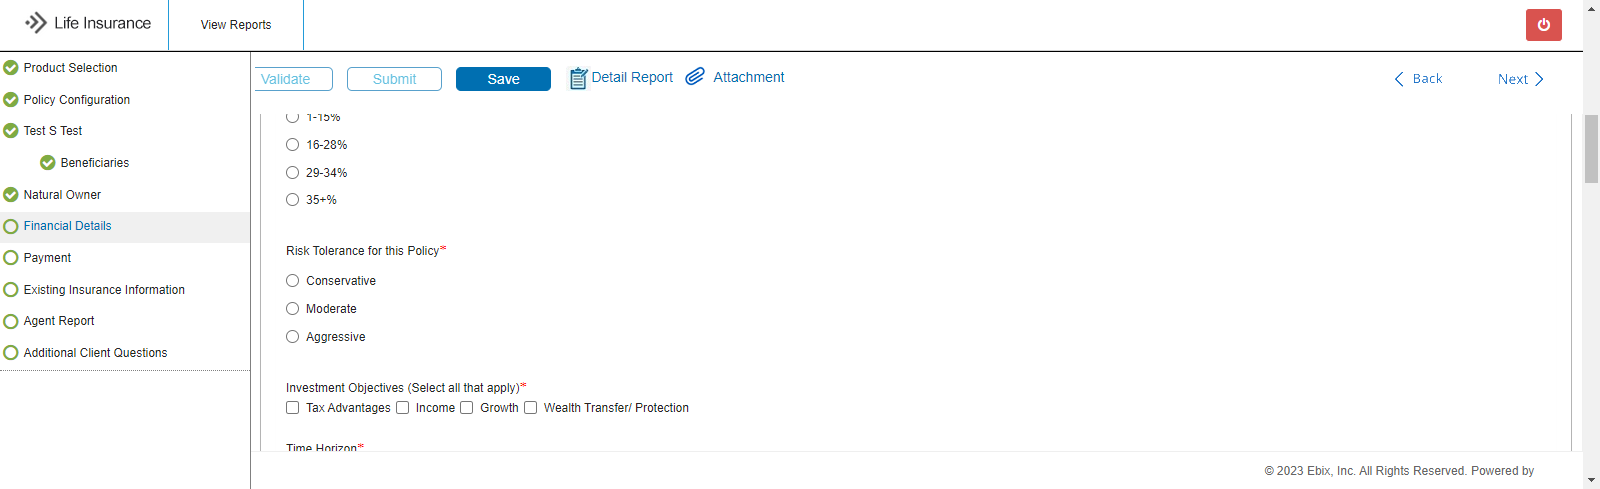 Life Insurance
View Reports
Product Selection
Policy Configuration
Test S Test
Beneficiaries
Natural Owner
Financial Details
Payment
Existing Insurance Information
Agent Report
Additional Client Questions
Validate Submit Save Detail Report Attachment Back Next
1-15%
16-28%
29-34%
35+%
Risk Tolerance for this Policy*
Conservative
Moderate
Aggressive
Investment Objectives (Select all that apply)*
Tax Advantages Income Growth Wealth Transfer/ Protection
Time Horizon*
© 2023 Ebix, Inc. All Rights Reserved. Powered by